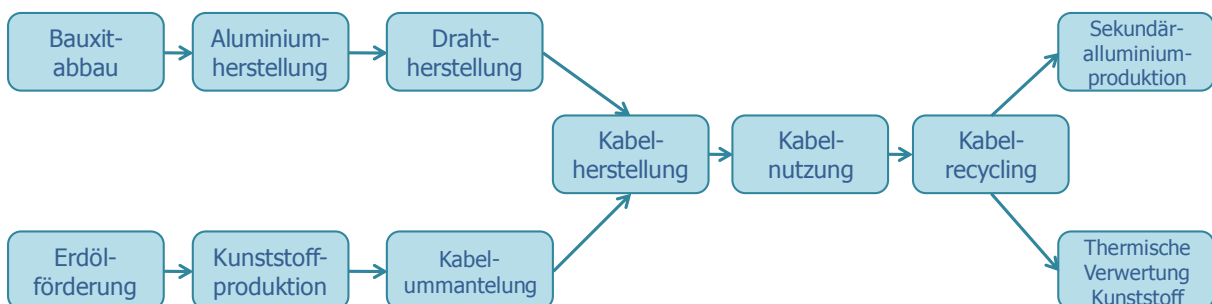 Bauxit-
abbau
Aluminium-
herstellung
Draht-
herstellung
Sekundär-
alluminium-
produktion
Kabel-
herstellung
Kabel-
nutzung
Kabel-
recycling
Erdöl-
förderung
Kunststoff-
produktion
Kabel-
ummantelung
Thermische
Verwertung
Kunststoff